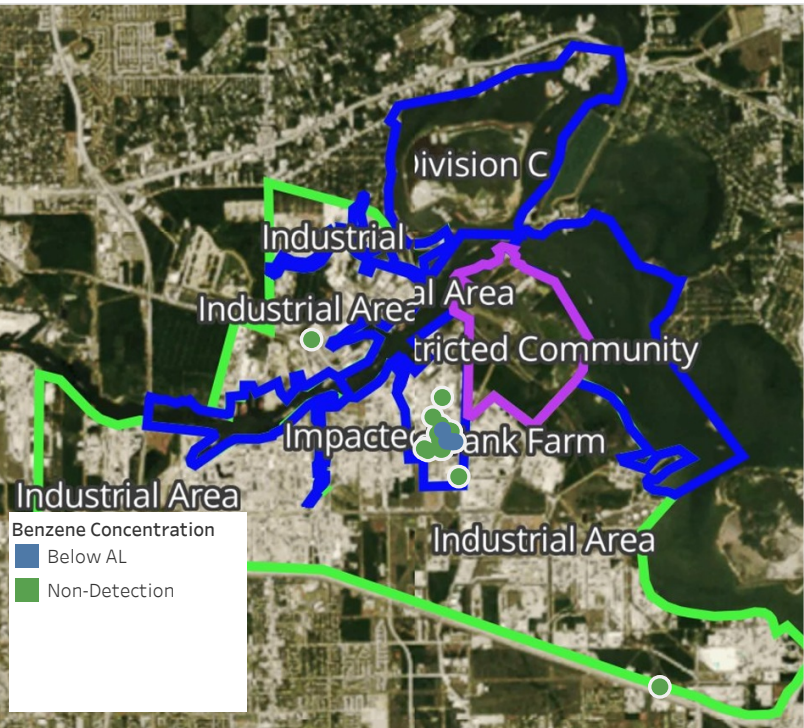 Division C
Industrial
al Area
Industrial Area
tricted Community
Impacted
ank Farm
Industrial Area
Industrial Area
Benzene Concentration
Below AL
Non-Detection